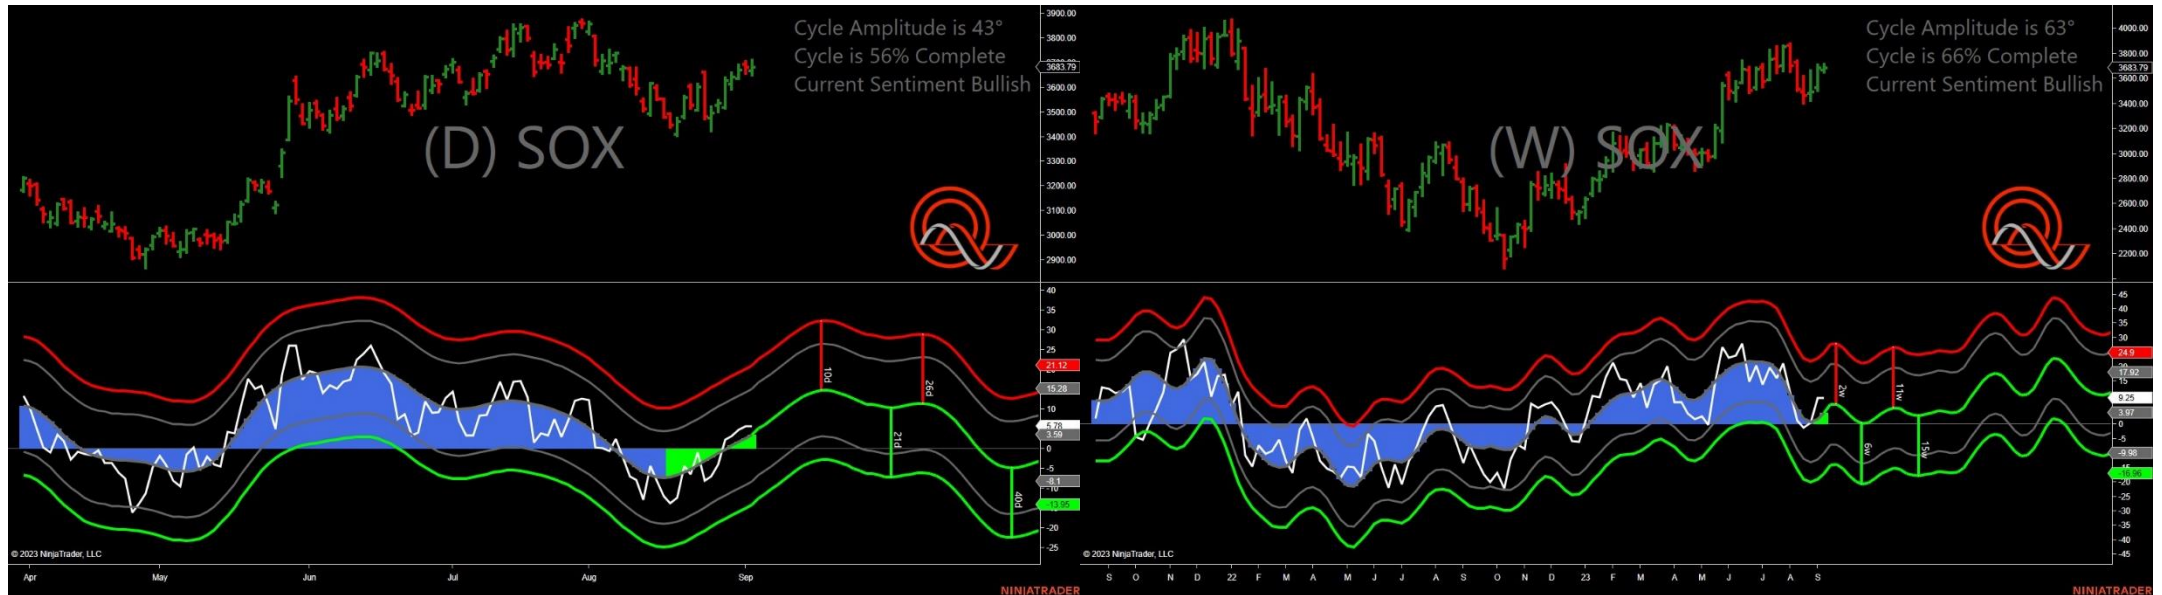 Cycle Amplitude is 43°
Cycle is 56% Complete
Current Sentiment Bullish
(D) SOX
3900.00
3800.00
3683.79
3600.00
3500.00
3400.00
3300.00
3200.00
3100.00
3000.00
2900.00
40
35
30
25
21.12
15.28
10
5.78
3.59
0
-5
-8.1
-10
-13.95
-20
-25
10d
26d
21d
40d
© 2023 NinjaTrader, LLC
Apr May Jun Jul Aug Sep
NINJATRADER
Cycle Amplitude is 63°
Cycle is 66% Complete
Current Sentiment Bullish
(W) SOX
4000.00
3800.00
3683.79
3600.00
3400.00
3200.00
3000.00
2800.00
2600.00
2400.00
2200.00
45
40
35
30
24.9
17.92
15
9.25
3.97
0
-5
-9.98
-16.96
-20
-25
-30
-35
-40
-45
2w
11w
6w
15w
© 2023 NinjaTrader, LLC
S O N D 22 F M A M J J A S O N D 23 F M A M J J A S
NINJATRADER